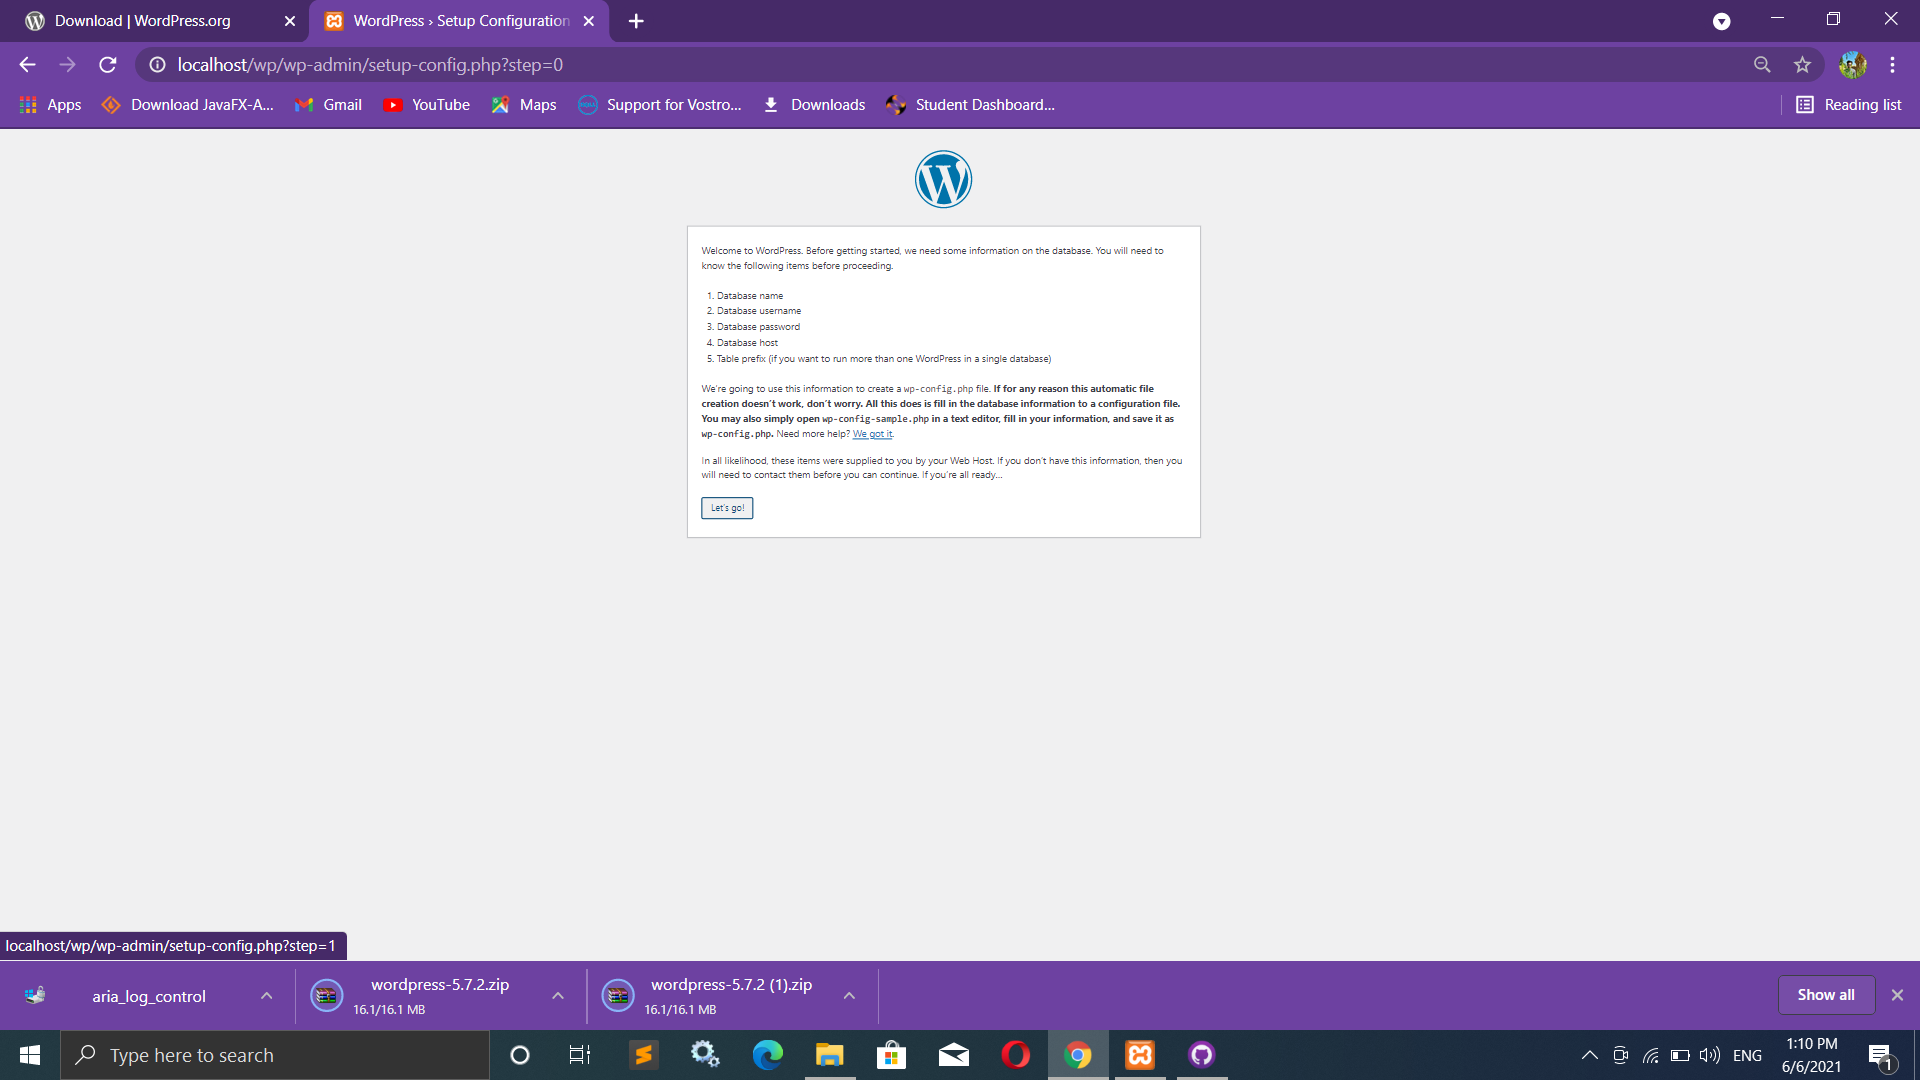 Download | WordPress.org
WordPress › Setup Configuration
localhost/wp/wp-admin/setup-config.php?step=0
Apps
Download JavaFX-A...
Gmail
YouTube
Maps
Support for Vostro...
Downloads
Student Dashboard...
Reading list
Welcome to WordPress. Before getting started, we need some information on the database. You will need to
know the following items before proceeding.
1. Database name
2. Database username
3. Database password
4. Database host
5. Table prefix (if you want to run more than one WordPress in a single database)
We're going to use this information to create a wp-config.php file. If for any reason this automatic file
creation doesn't work, don't worry. All this does is fill in the database information to a configuration file.
You may also simply open wp-config-sample.php in a text editor, fill in your information, and save it as
wp-config.php. Need more help? We got it.
In all likelihood, these items were supplied to you by your Web Host. If you don't have this information, then you
will need to contact them before you can continue. If you're all ready...
Let's go!
localhost/wp/wp-admin/setup-config.php?step=1
aria_log_control
wordpress-5.7.2.zip
16.1/16.1 MB
wordpress-5.7.2 (1).zip
16.1/16.1 MB
Show all
Type here to search
ENG
1:10 PM
6/6/2021
1